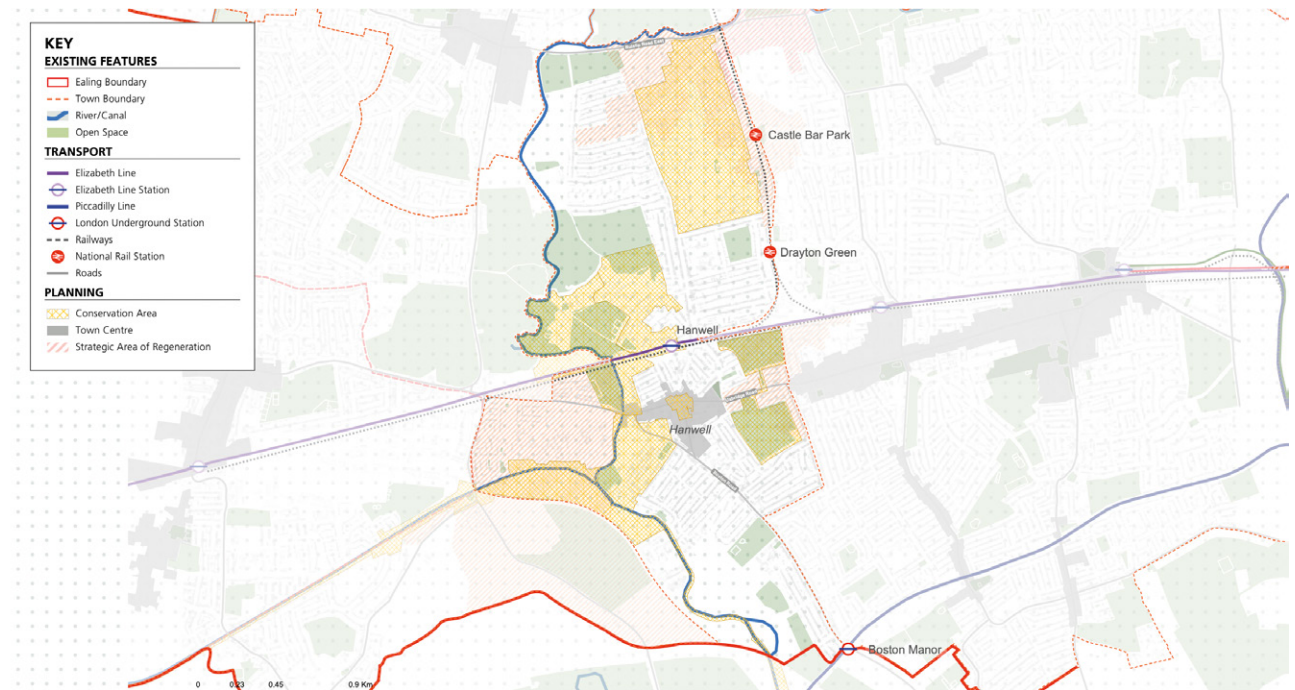 KEY
EXISTING FEATURES
Ealing Boundary
Town Boundary
River/Canal
Open Space
TRANSPORT
Elizabeth Line
Elizabeth Line Station
Piccadilly Line
London Underground Station
Railways
National Rail Station
Roads
PLANNING
Conservation Area
Town Centre
Strategic Area of Regeneration
Castle Bar Park
Drayton Green
Hanwell
Hanwell
Boston Manor
0 0.23 0.45 0.9 Km